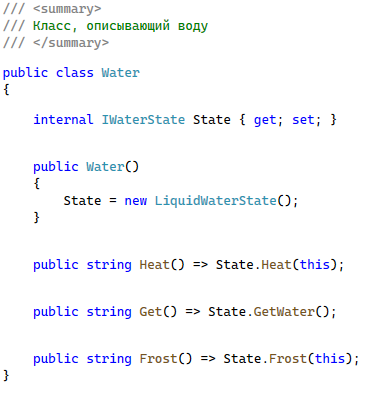 /// <summary>
/// Класс, описывающий воду
/// </summary>
public class Water
{
    internal IWaterState State { get; set; }
    public Water()
    {
        State = new LiquidWaterState();
    }
    public string Heat() => State.Heat(this);
    public string Get() => State.GetWater();
    public string Frost() => State.Frost(this);
}